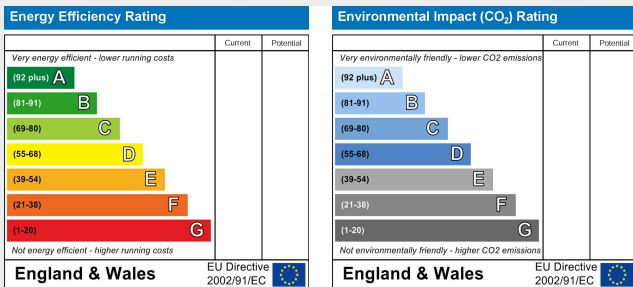 Energy Efficiency Rating
Current Potential
Very energy efficient - lower running costs
(92 plus) A
(81-91) B
(69-80) C
(55-68) D
(39-54) E
(21-38) F
(1-20) G
Not energy efficient - higher running costs
England & Wales
EU Directive
2002/91/EC
Environmental Impact (CO₂) Rating
Current Potential
Very environmentally friendly - lower CO2 emissions
(92 plus) A
(81-91) B
(69-80) C
(55-68) D
(39-54) E
(21-38) F
(1-20) G
Not environmentally friendly - higher CO2 emissions
England & Wales
EU Directive
2002/91/EC